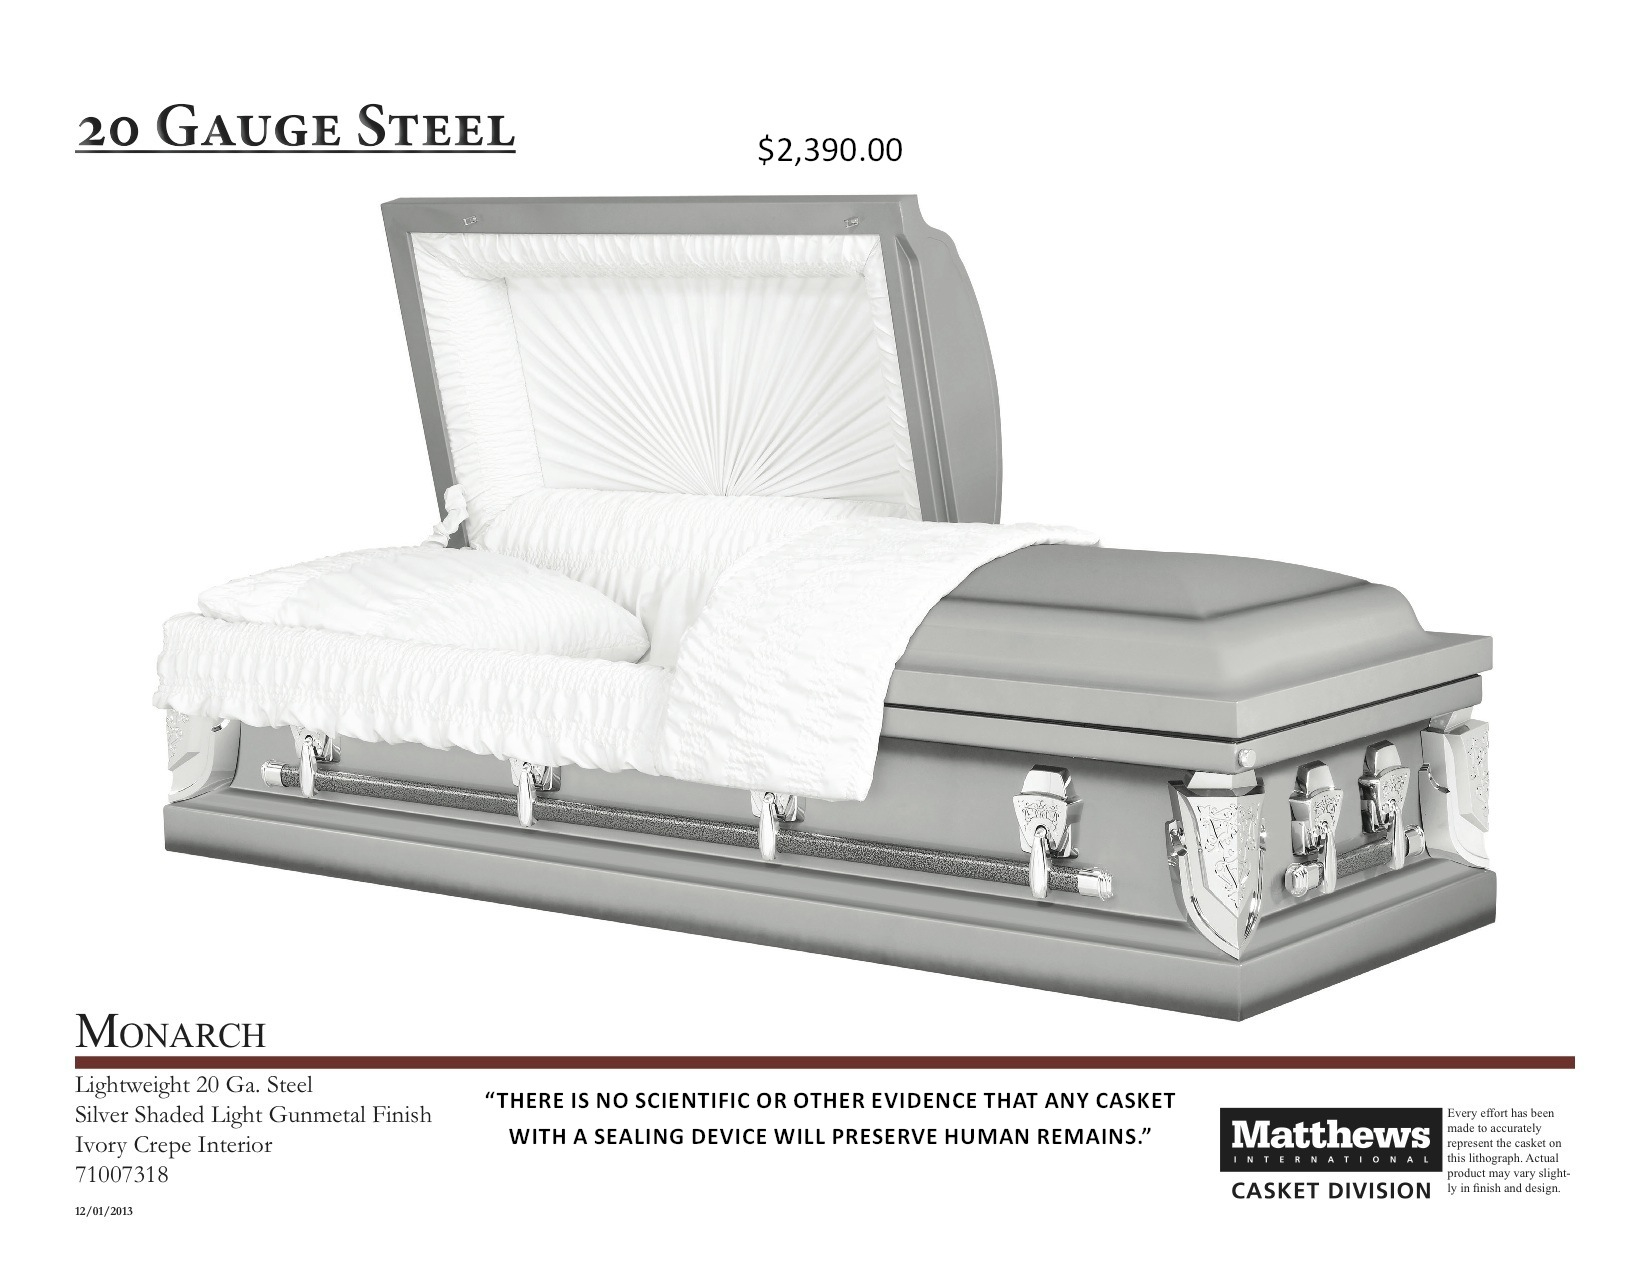 20 Gauge Steel
$2,390.00
Monarch
Lightweight 20 Ga. Steel
Silver Shaded Light Gunmetal Finish
Ivory Crepe Interior
71007318
12/01/2013
“THERE IS NO SCIENTIFIC OR OTHER EVIDENCE THAT ANY CASKET
WITH A SEALING DEVICE WILL PRESERVE HUMAN REMAINS.”
Matthews
INTERNATIONAL
CASKET DIVISION
Every effort has been
made to accurately
represent the casket on
this lithograph. Actual
product may vary slight-
ly in finish and design.